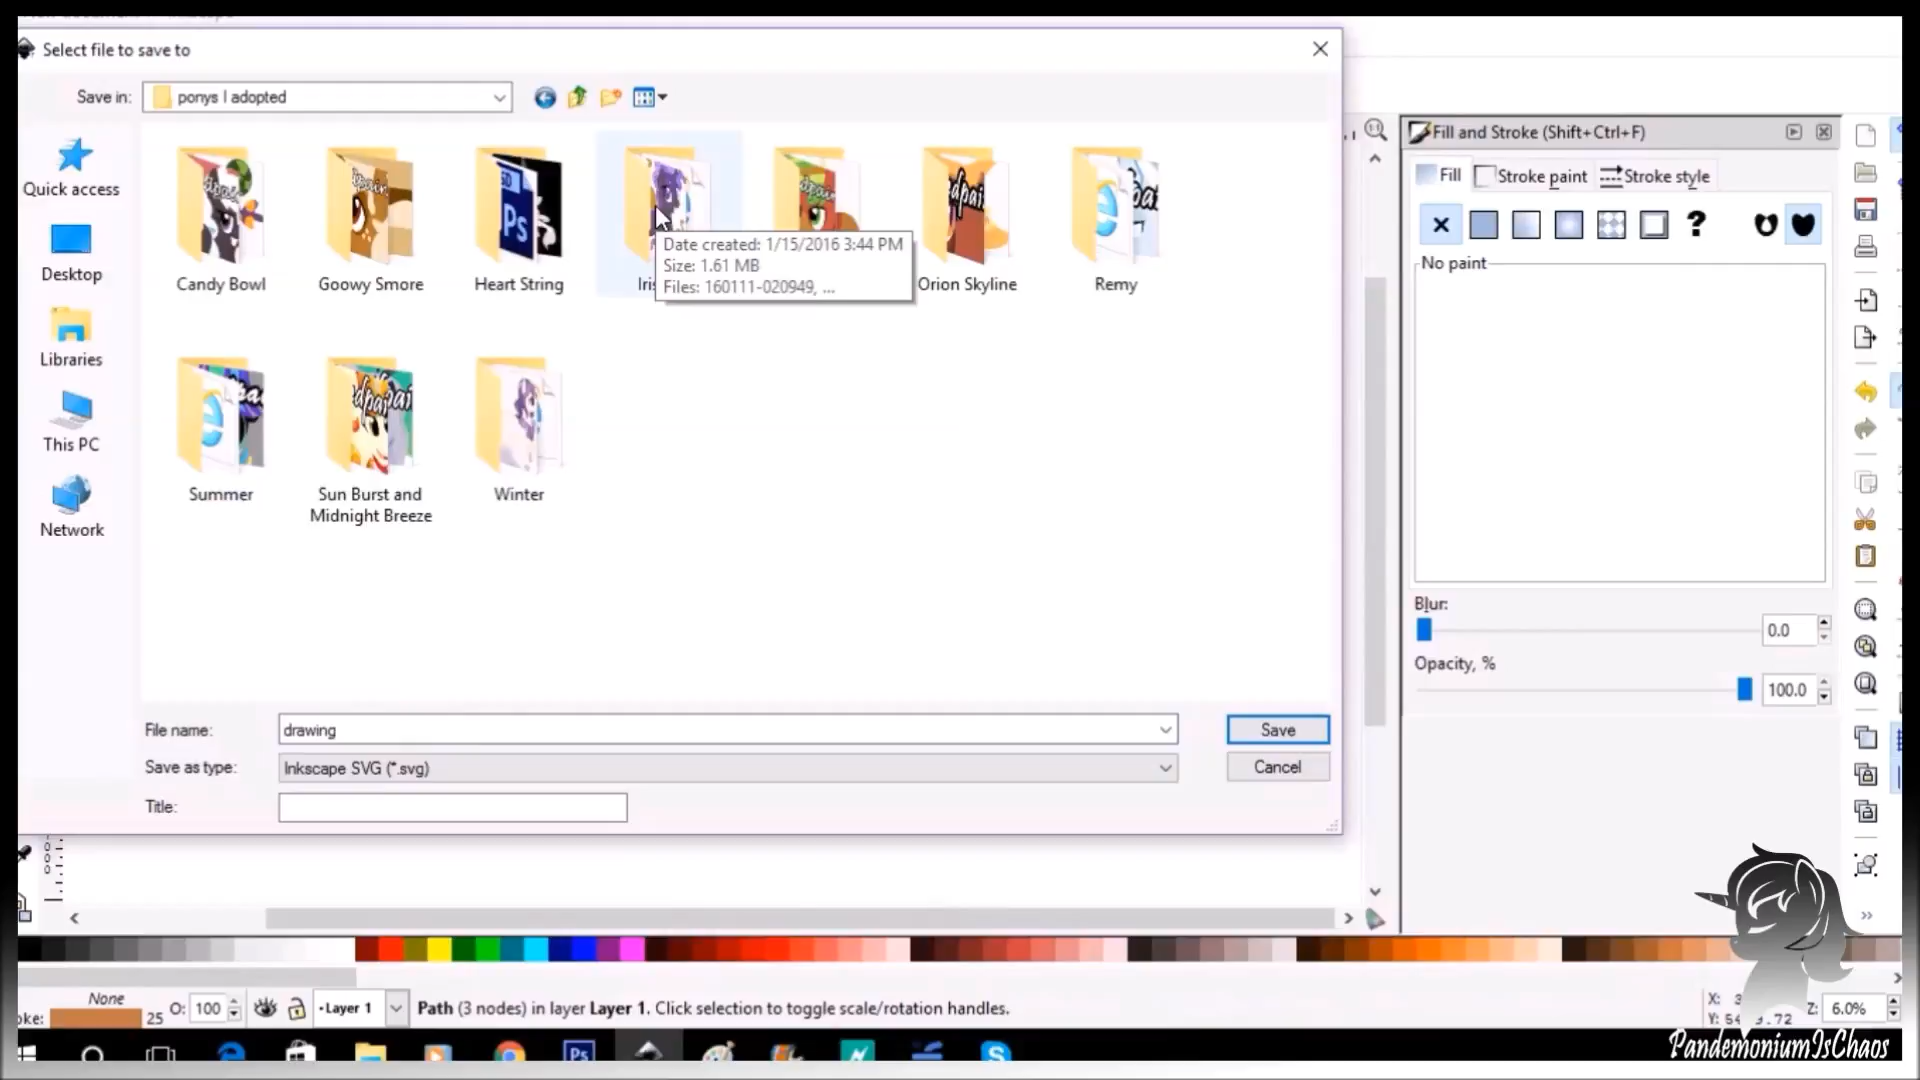 Select file to save to
Save in:
ponys I adopted
Quick access
Desktop
Libraries
This PC
Network
Candy Bowl
Goowy Smore
Heart String
Orion Skyline
Remy
Date created: 1/15/2016 3:44 PM
Size: 1.61 MB
Files: 160111-020949, ...
Summer
Sun Burst and
Midnight Breeze
Winter
File name:
drawing
Save
Save as type:
Inkscape SVG (*.svg)
Cancel
Title:
Fill and Stroke (Shift+Ctrl+F)
Fill
Stroke paint
Stroke style
No paint
Blur:
0.0
Opacity, %
100.0
None
25
O: 100
•Layer 1
Path (3 nodes) in layer Layer 1. Click selection to toggle scale/rotation handles.
X:
Y:
Z: 6.0%
Ps
PandemoniumIsChaos